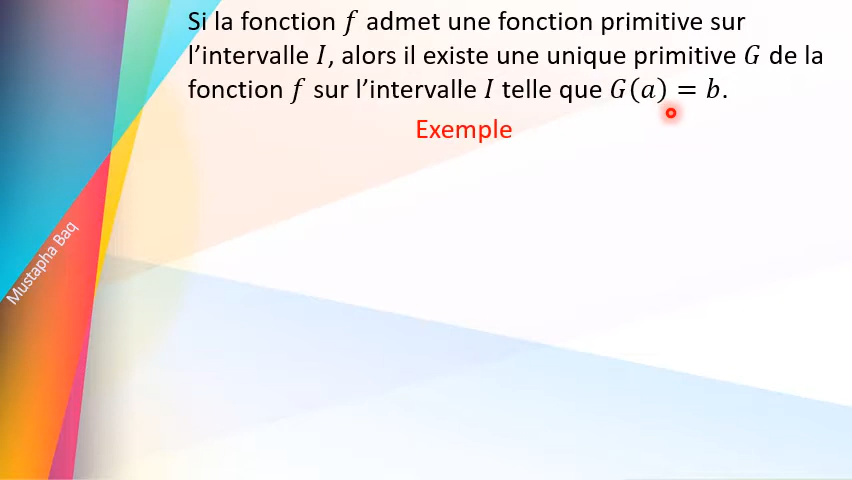 Si la fonction 𝑓 admet une fonction primitive sur
l’intervalle 𝐼, alors il existe une unique primitive 𝐺 de la
fonction 𝑓 sur l’intervalle 𝐼 telle que 𝐺(𝑎) = 𝑏.
Exemple
Mustapha Baq